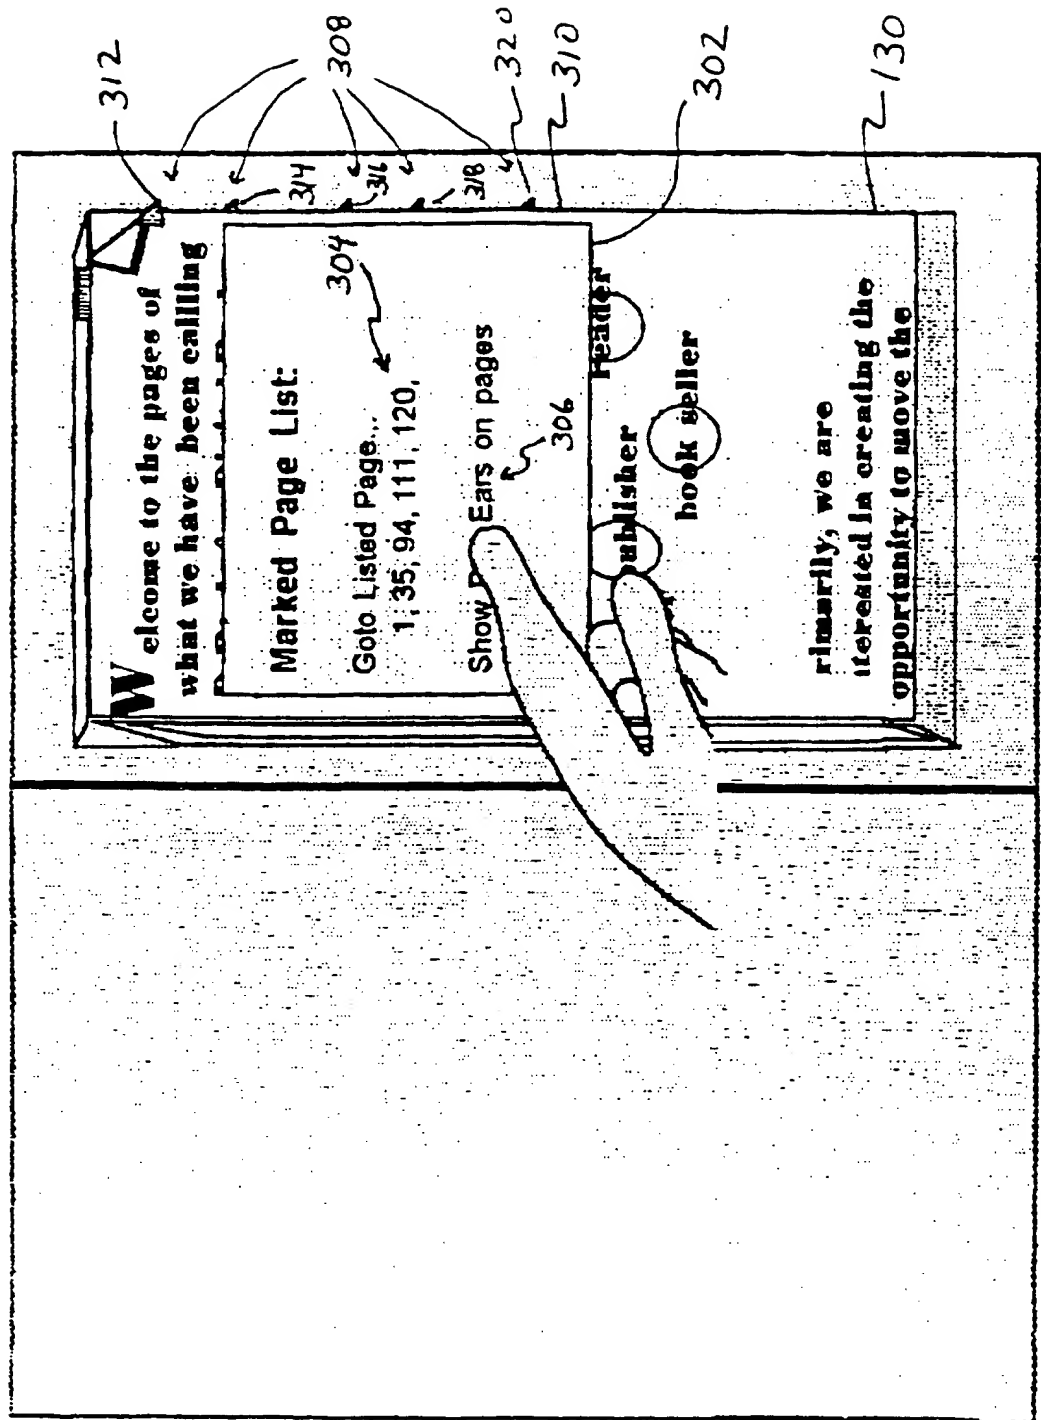 312
308
320
310
302
130
314
316
318
Welcome to the pages of
what we have been callling
Marked Page List:
304
Goto Listed Page...
1, 35, 94, 111, 120,
Show Ears on pages
306
reader
publisher
book seller
rimarily, we are
iterested in creating the
opportunity to move the